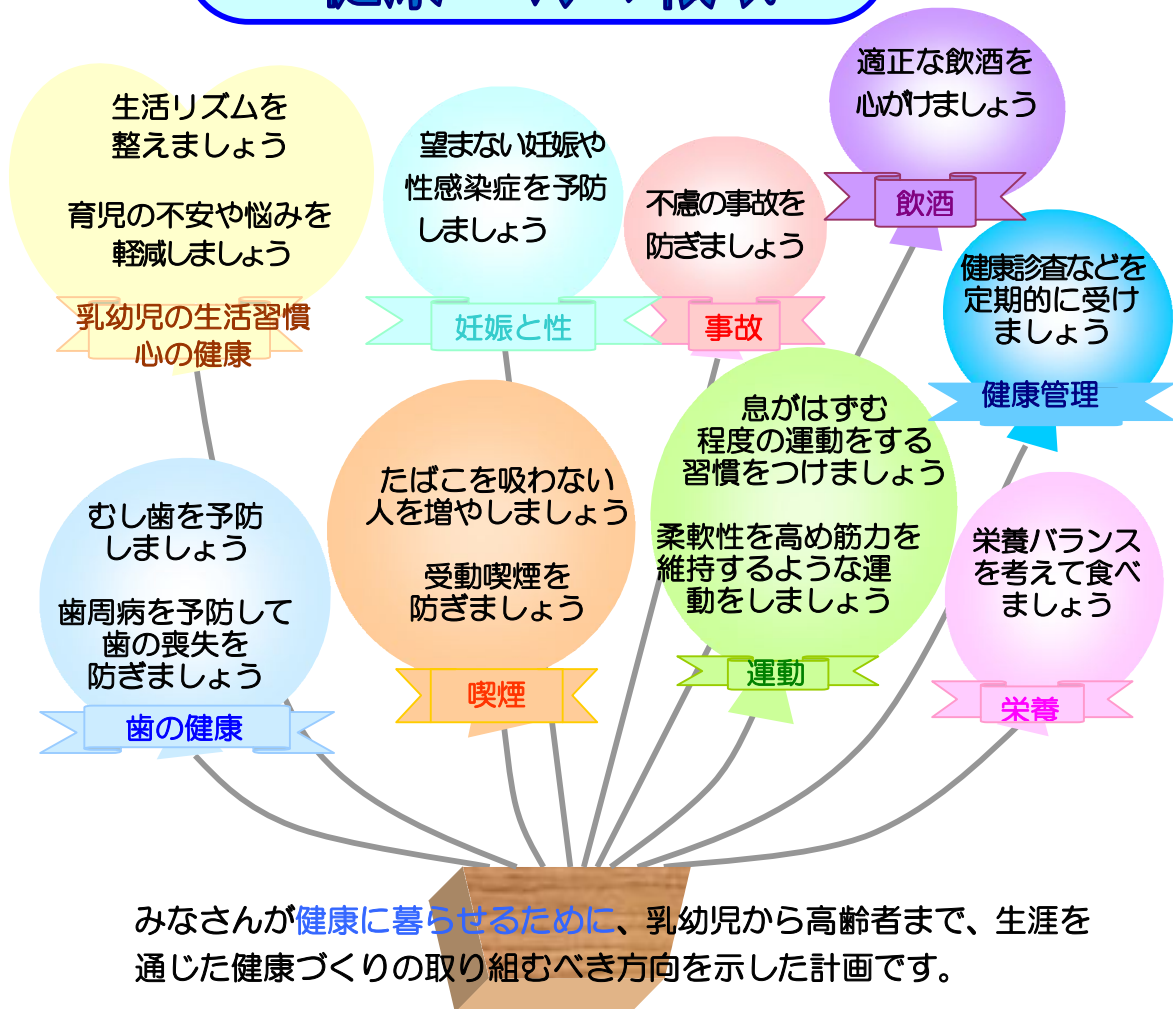 生活リズムを
整えましょう
育児の不安や悩みを
軽減しましょう
乳幼児の生活習慣
心の健康
望まない妊娠や
性感染症を予防
しましょう
妊娠と性
不慮の事故を
防ぎましょう
事故
適正な飲酒を
心がけましょう
飲酒
健康診査などを
定期的に受け
ましょう
健康管理
むし歯を予防
しましょう
歯周病を予防して
歯の喪失を
防ぎましょう
歯の健康
たばこを吸わない
人を増やしましょう
受動喫煙を
防ぎましょう
喫煙
息がはずむ
程度の運動をする
習慣をつけましょう
柔軟性を高め筋力を
維持するような運
動をしましょう
運動
栄養バランス
を考えて食べ
ましょう
栄養
みなさんが健康に暮らせるために、乳幼児から高齢者まで、生涯を
通じた健康づくりの取り組むべき方向を示した計画です。